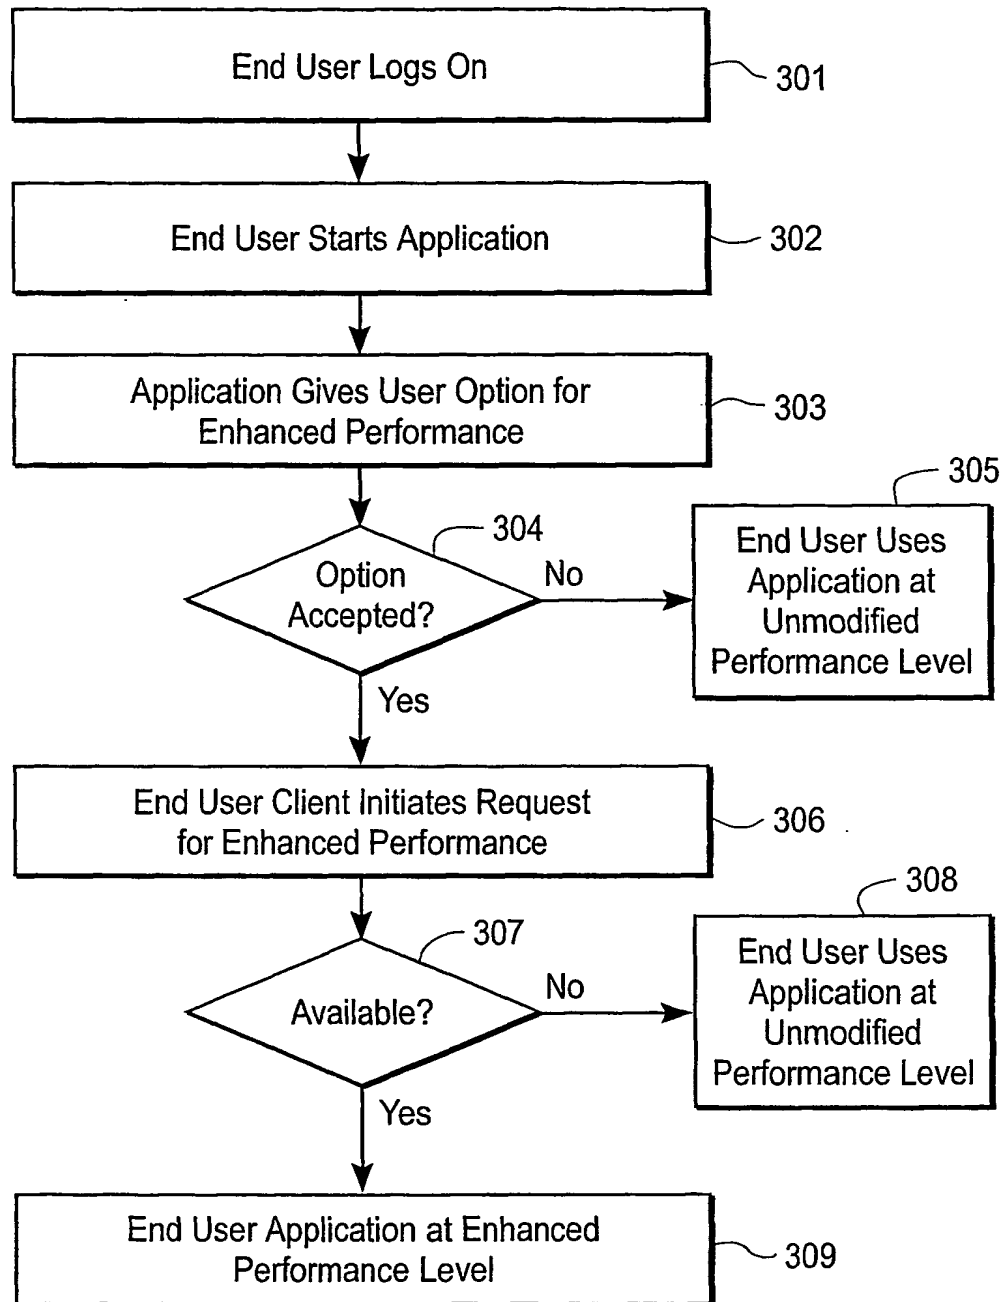 End User Logs On
301
End User Starts Application
302
Application Gives User Option for
Enhanced Performance
303
304
Option
Accepted?
No
Yes
305
End User Uses
Application at
Unmodified
Performance Level
End User Client Initiates Request
for Enhanced Performance
306
307
Available?
No
Yes
308
End User Uses
Application at
Unmodified
Performance Level
End User Application at Enhanced
Performance Level
309